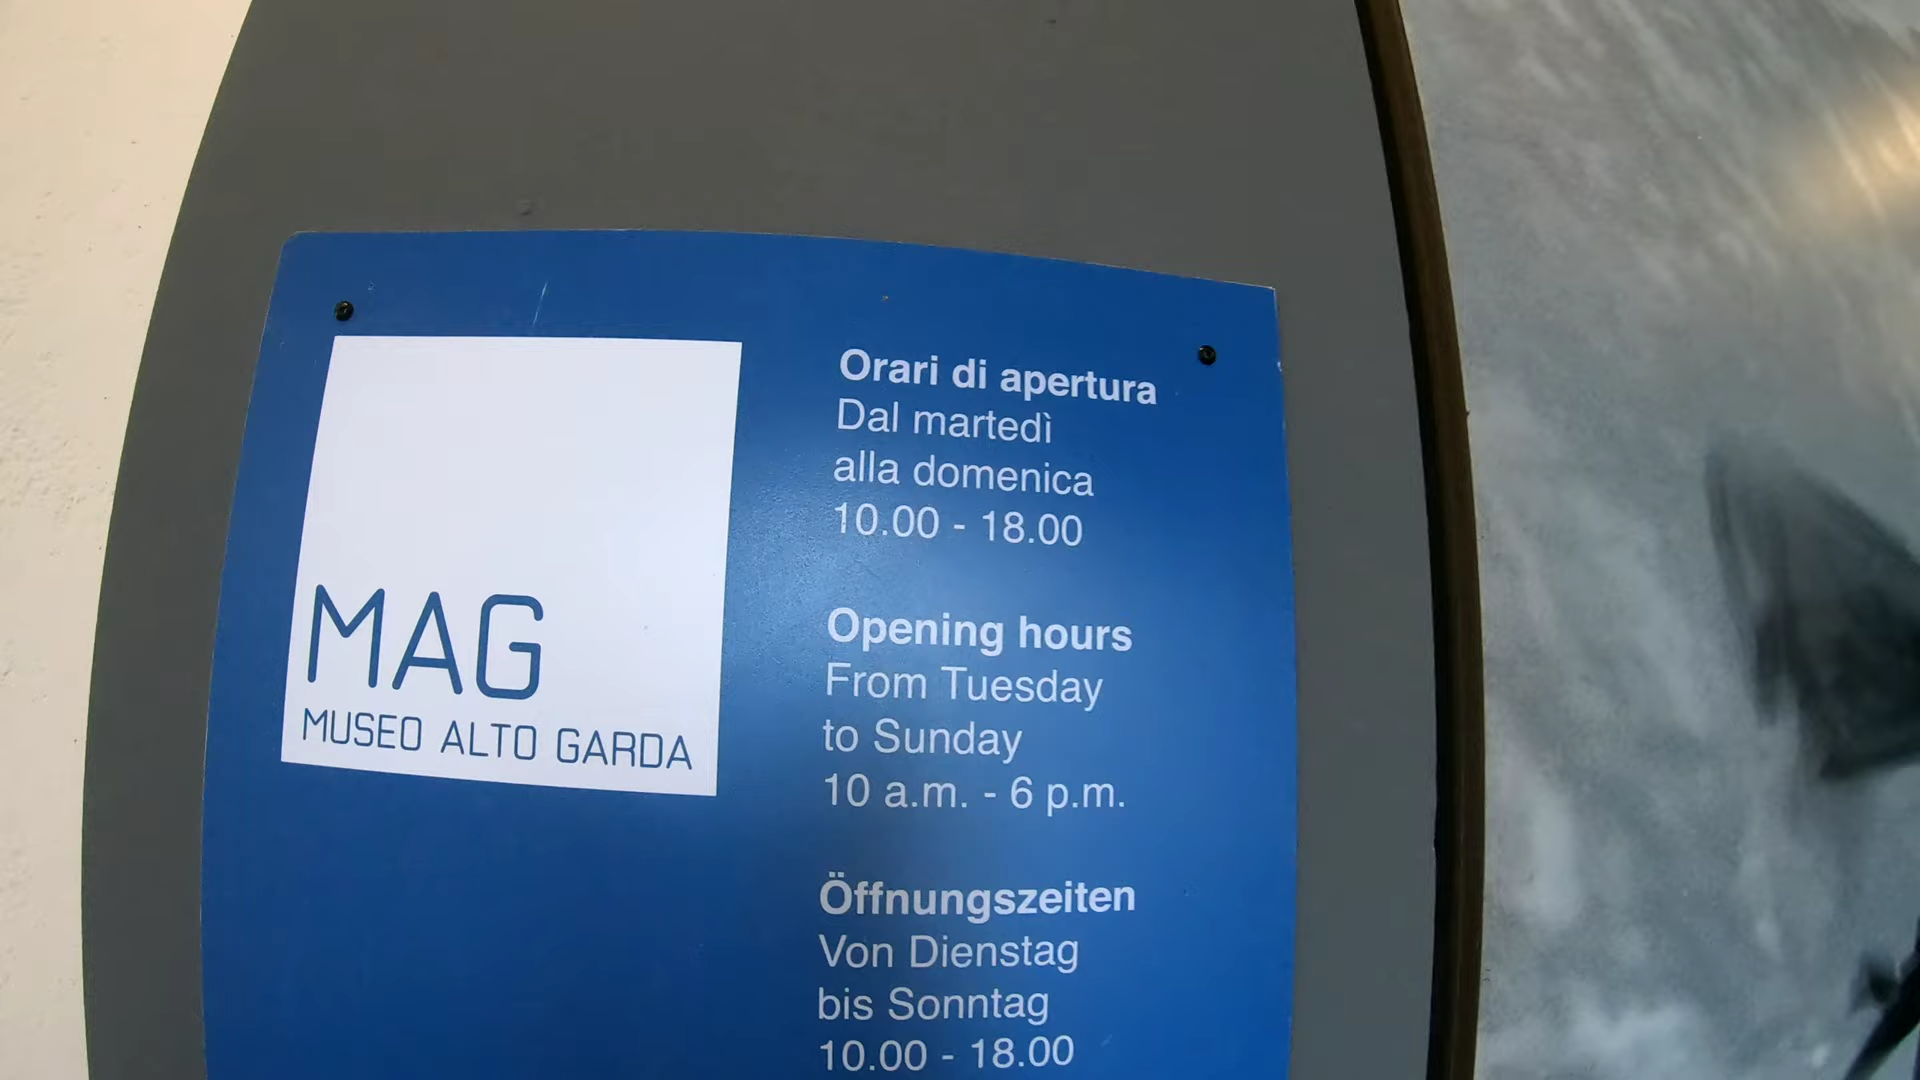 MAG
MUSEO ALTO GARDA
Orari di apertura
Dal martedì
alla domenica
10.00 - 18.00
Opening hours
From Tuesday
to Sunday
10 a.m. - 6 p.m.
Öffnungszeiten
Von Dienstag
bis Sonntag
10.00 - 18.00